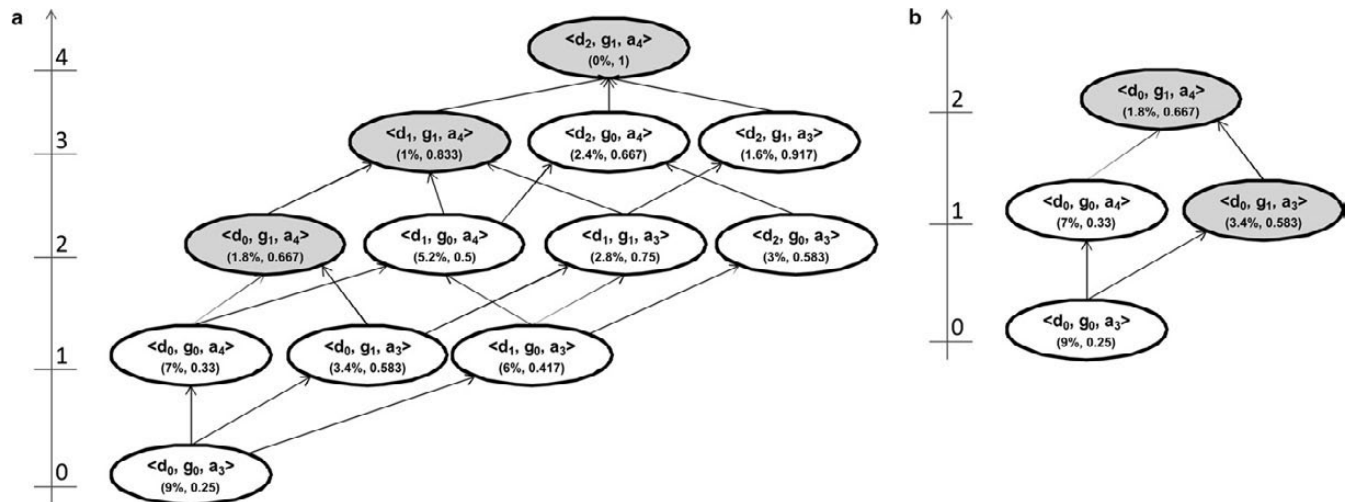 a
4
<d₂, g₁, a₄>
(0%, 1)
3
<d₁, g₁, a₄>
(1%, 0.833)
<d₂, g₀, a₄>
(2.4%, 0.667)
<d₂, g₁, a₃>
(1.6%, 0.917)
2
<d₀, g₁, a₄>
(1.8%, 0.667)
<d₁, g₀, a₄>
(5.2%, 0.5)
<d₁, g₁, a₃>
(2.8%, 0.75)
<d₂, g₀, a₃>
(3%, 0.583)
1
<d₀, g₀, a₄>
(7%, 0.33)
<d₀, g₁, a₃>
(3.4%, 0.583)
<d₁, g₀, a₃>
(6%, 0.417)
0
<d₀, g₀, a₃>
(9%, 0.25)
b
2
<d₀, g₁, a₄>
(1.8%, 0.667)
1
<d₀, g₀, a₄>
(7%, 0.33)
<d₀, g₁, a₃>
(3.4%, 0.583)
0
<d₀, g₀, a₃>
(9%, 0.25)